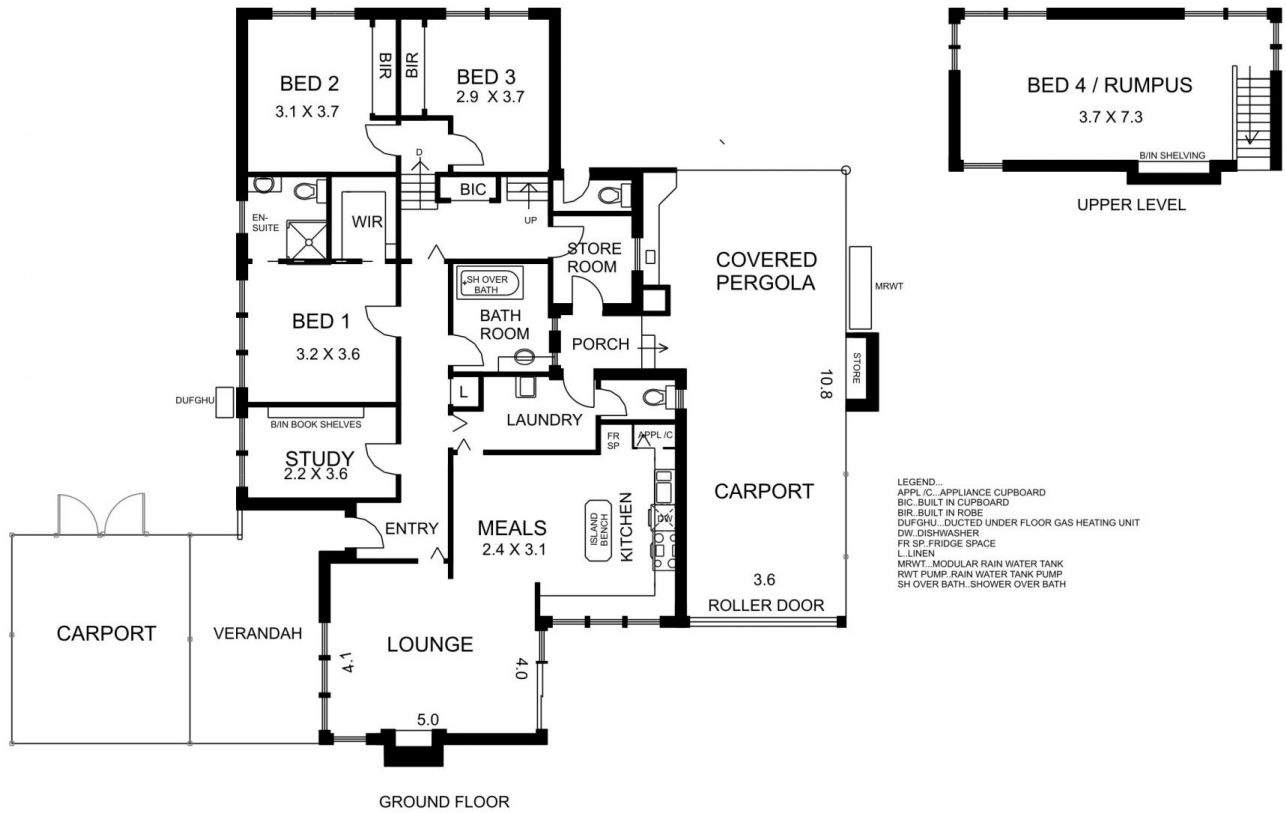 BED 2
3.1 X 3.7
BIR
BIR
BED 3
2.9 X 3.7
D
BIC
UP
EN-
SUITE
WIR
STORE
ROOM
SH OVER
BATH
BATH
ROOM
BED 1
3.2 X 3.6
PORCH
COVERED
PERGOLA
MRWT
STORE
10.8
DUFGHU
B/IN BOOK SHELVES
STUDY
2.2 X 3.6
L
LAUNDRY
FR
SP
APPL /C
ENTRY
MEALS
2.4 X 3.1
ISLAND
BENCH
KITCHEN
DW
CARPORT
3.6
ROLLER DOOR
CARPORT
VERANDAH
LOUNGE
4.1
4.0
5.0
GROUND FLOOR
BED 4 / RUMPUS
3.7 X 7.3
B/IN SHELVING
UPPER LEVEL
LEGEND...
APPL /C...APPLIANCE CUPBOARD
BIC..BUILT IN CUPBOARD
BIR..BUILT IN ROBE
DUFGHU...DUCTED UNDER FLOOR GAS HEATING UNIT
DW..DISHWASHER
FR SP..FRIDGE SPACE
L..LINEN
MRWT...MODULAR RAIN WATER TANK
RWT PUMP..RAIN WATER TANK PUMP
SH OVER BATH..SHOWER OVER BATH